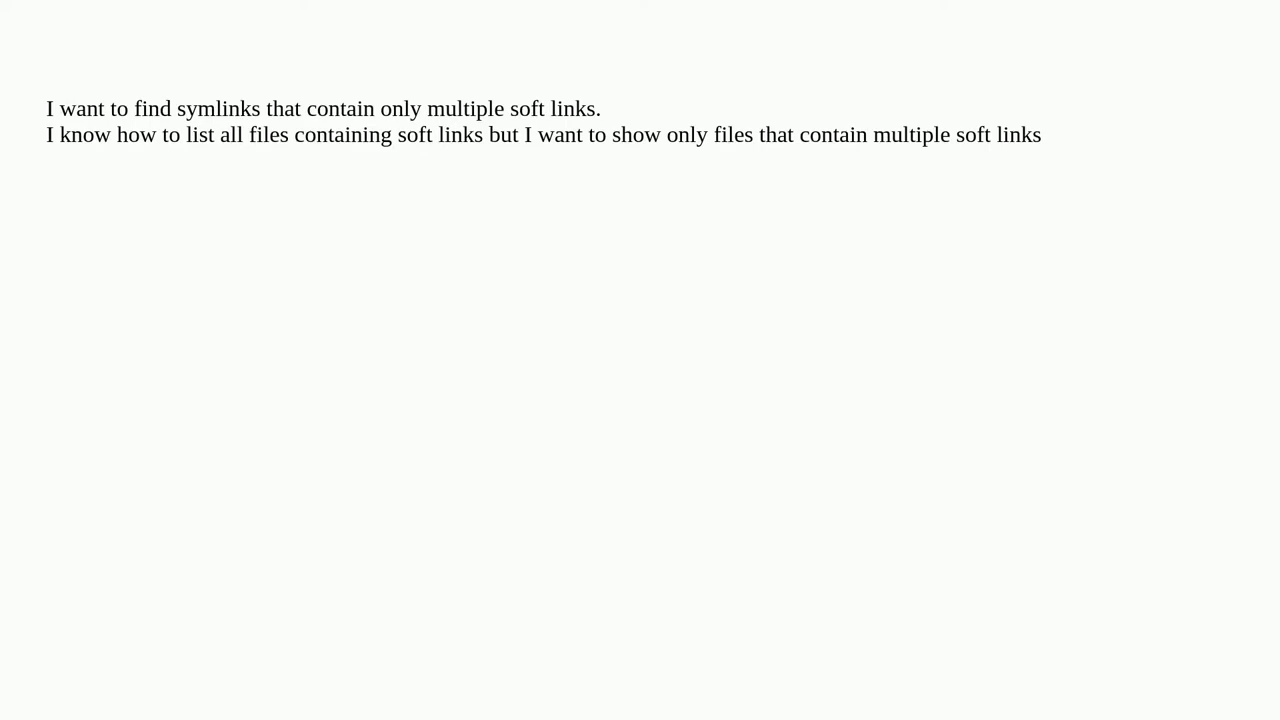 I want to find symlinks that contain only multiple soft links.
I know how to list all files containing soft links but I want to show only files that contain multiple soft links